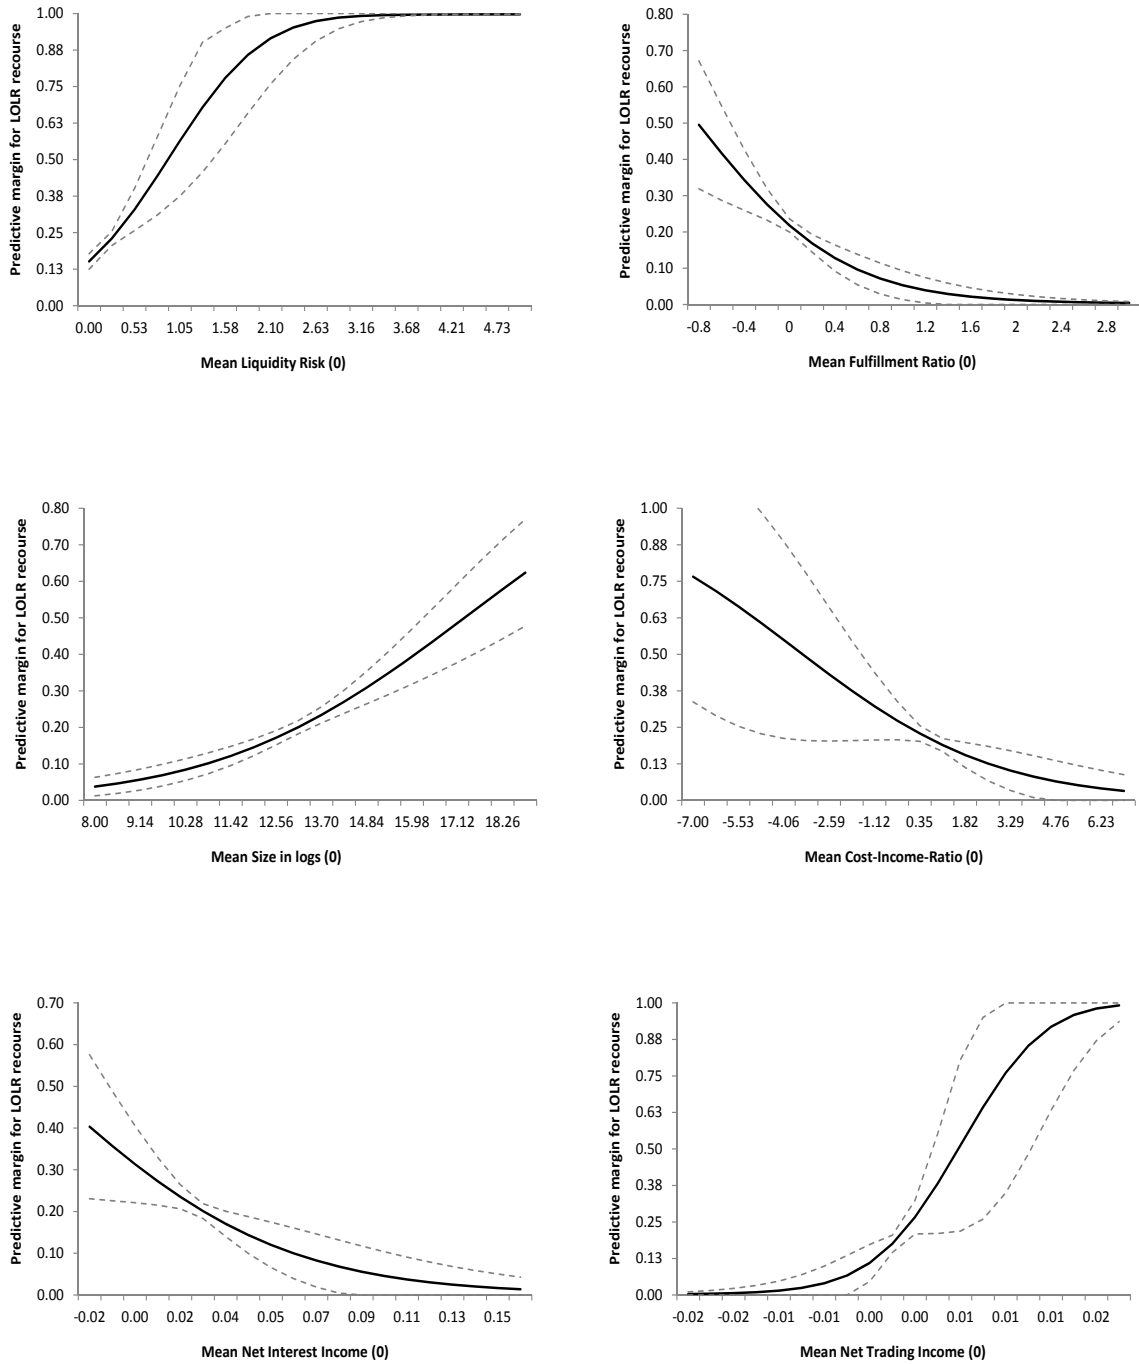 Predictive margin for LOLR recourse
1.00
0.88
0.75
0.63
0.50
0.38
0.25
0.13
0.00
0.00 0.53 1.05 1.58 2.10 2.63 3.16 3.68 4.21 4.73
Mean Liquidity Risk (0)
Predictive margin for LOLR recourse
0.80
0.70
0.60
0.50
0.40
0.30
0.20
0.10
0.00
-0.8 -0.4 0 0.4 0.8 1.2 1.6 2 2.4 2.8
Mean Fulfillment Ratio (0)
Predictive margin for LOLR recourse
0.80
0.70
0.60
0.50
0.40
0.30
0.20
0.10
0.00
8.00 9.14 10.28 11.42 12.56 13.70 14.84 15.98 17.12 18.26
Mean Size in logs (0)
Predictive margin for LOLR recourse
1.00
0.88
0.75
0.63
0.50
0.38
0.25
0.13
0.00
-7.00 -5.53 -4.06 -2.59 -1.12 0.35 1.82 3.29 4.76 6.23
Mean Cost-Income-Ratio (0)
Predictive margin for LOLR recourse
0.70
0.60
0.50
0.40
0.30
0.20
0.10
0.00
-0.02 0.00 0.02 0.04 0.05 0.07 0.09 0.11 0.13 0.15
Mean Net Interest Income (0)
Predictive margin for LOLR recourse
1.00
0.88
0.75
0.63
0.50
0.38
0.25
0.13
0.00
-0.02 -0.02 -0.01 -0.01 0.00 0.00 0.01 0.01 0.01 0.02
Mean Net Trading Income (0)